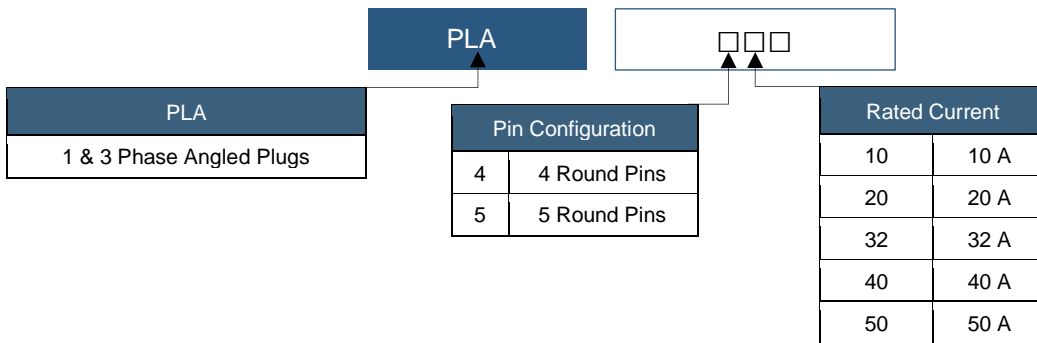 PLA □□□
PLA
1 & 3 Phase Angled Plugs
Pin Configuration
4 4 Round Pins
5 5 Round Pins
Rated Current
10 10 A
20 20 A
32 32 A
40 40 A
50 50 A